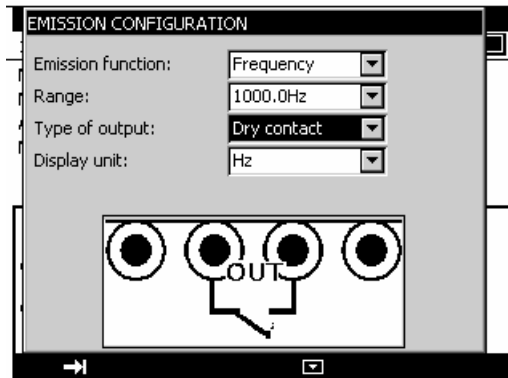 EMISSION CONFIGURATION
Emission function: Frequency
Range: 1000.0Hz
Type of output: Dry contact
Display unit: Hz
OUT